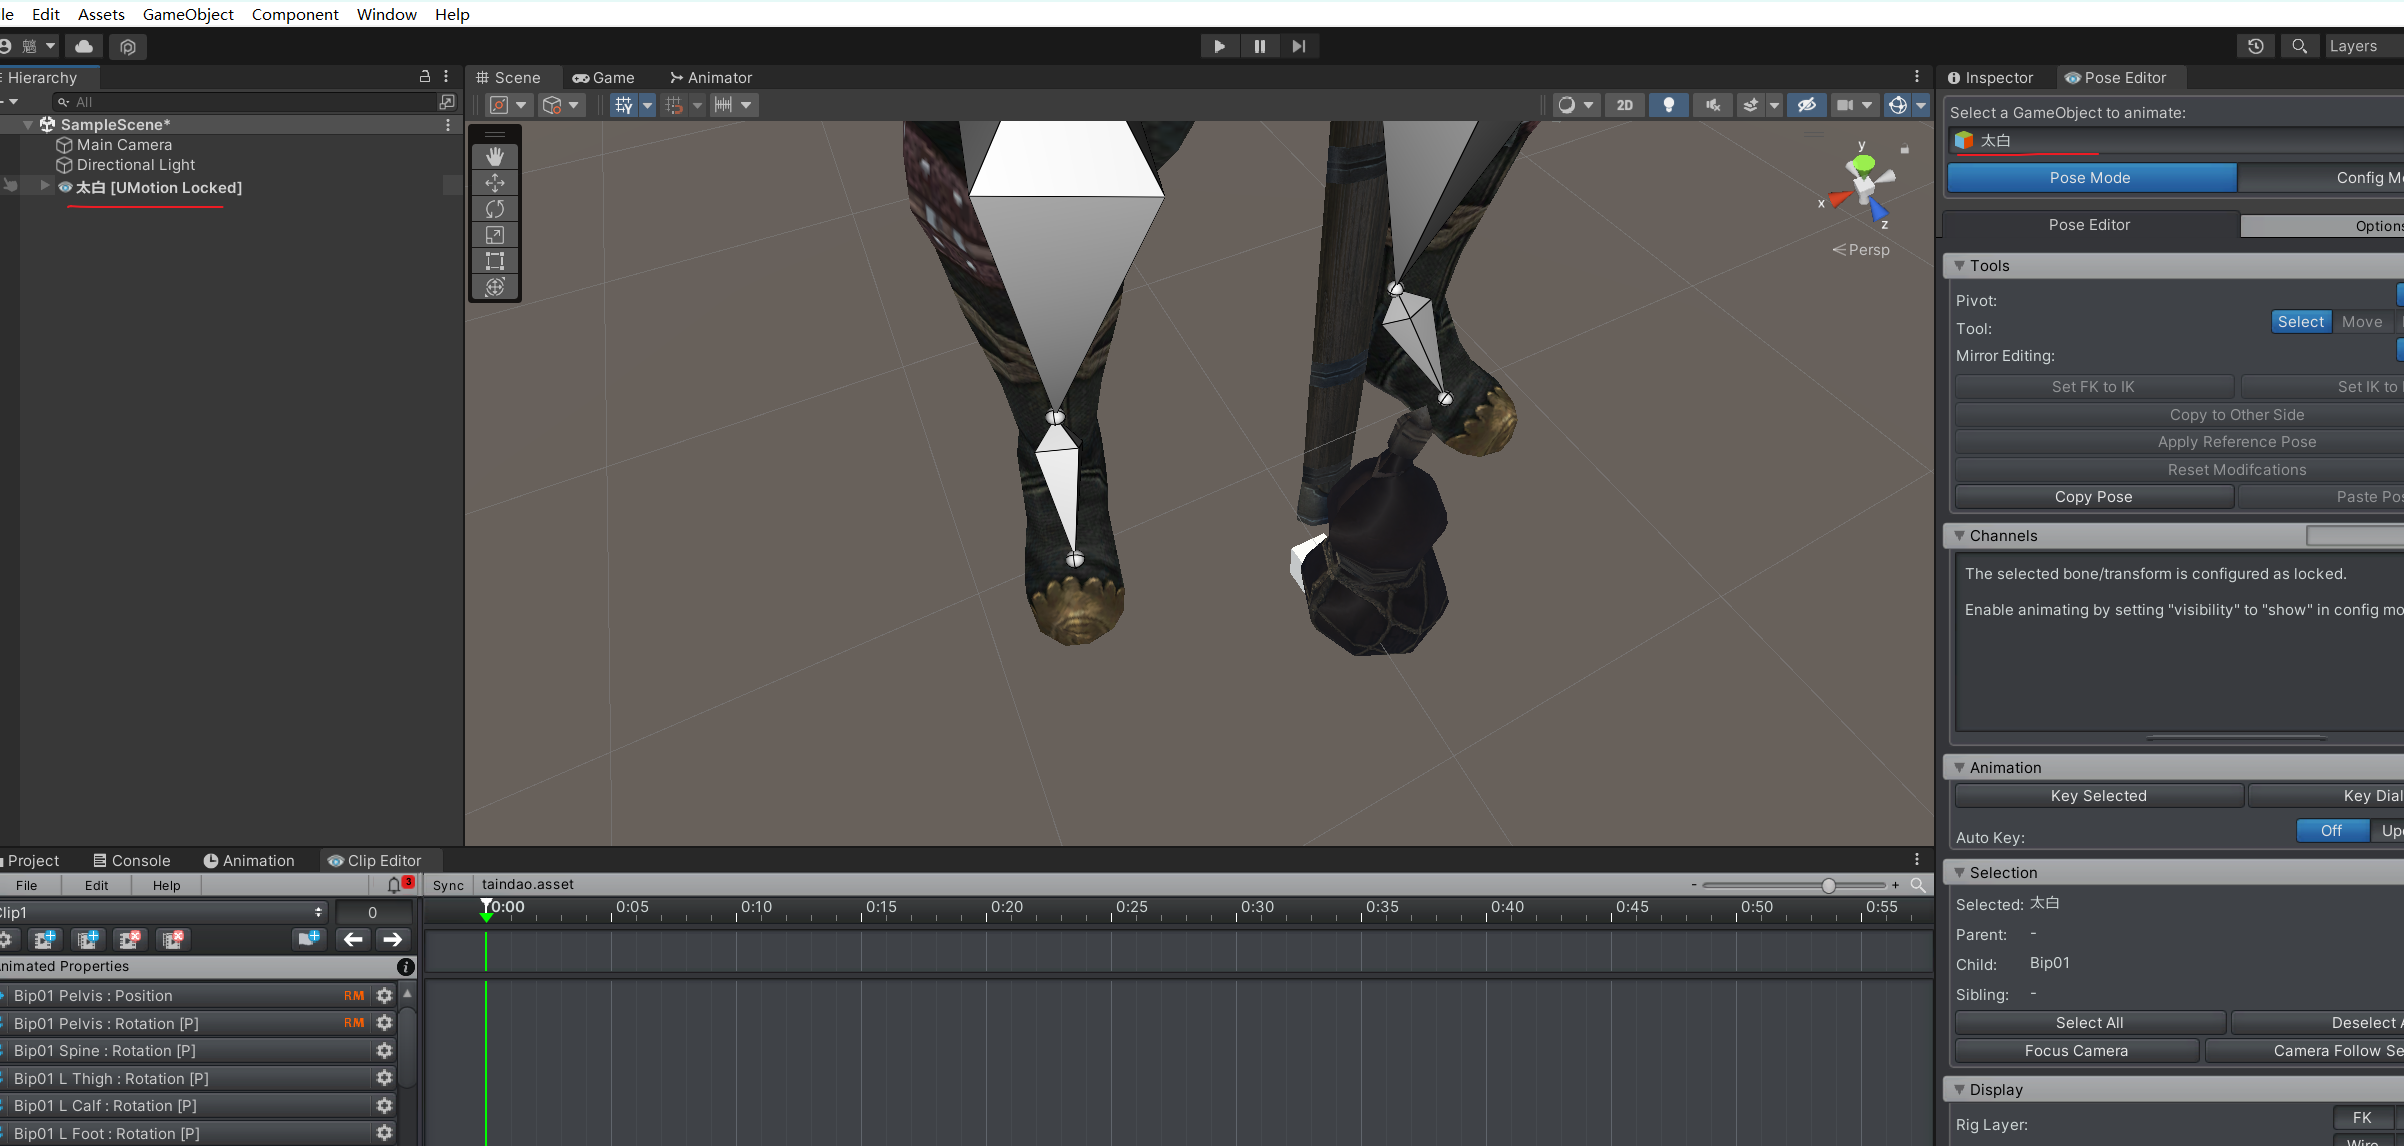 le Edit Assets GameObject Component Window Help
Layers
Hierarchy
Scene Game Animator
Inspector Pose Editor
All
2D
Select a GameObject to animate:
SampleScene*
太白
Main Camera
Directional Light
太白 [UMotion Locked]
Pose Mode Config Mo
y
x
z
Persp
Pose Editor Options
Tools
Pivot:
Tool: Select Move
Mirror Editing:
Set FK to IK Set IK to
Copy to Other Side
Apply Reference Pose
Reset Modifcations
Copy Pose Paste Pos
Channels
The selected bone/transform is configured as locked.
Enable animating by setting "visibility" to "show" in config mo
Animation
Key Selected Key Dial
Auto Key: Off Up
Project Console Animation Clip Editor
File Edit Help 3 Sync taindao.asset - +
Clip1 0 0:00 0:05 0:10 0:15 0:20 0:25 0:30 0:35 0:40 0:45 0:50 0:55
nimated Properties
Bip01 Pelvis : Position RM
Bip01 Pelvis : Rotation [P] RM
Bip01 Spine : Rotation [P]
Bip01 L Thigh : Rotation [P]
Bip01 L Calf : Rotation [P]
Bip01 L Foot : Rotation [P]
Selection
Selected: 太白
Parent: -
Child: Bip01
Sibling: -
Select All Deselect A
Focus Camera Camera Follow Se
Display
Rig Layer: FK
Wire